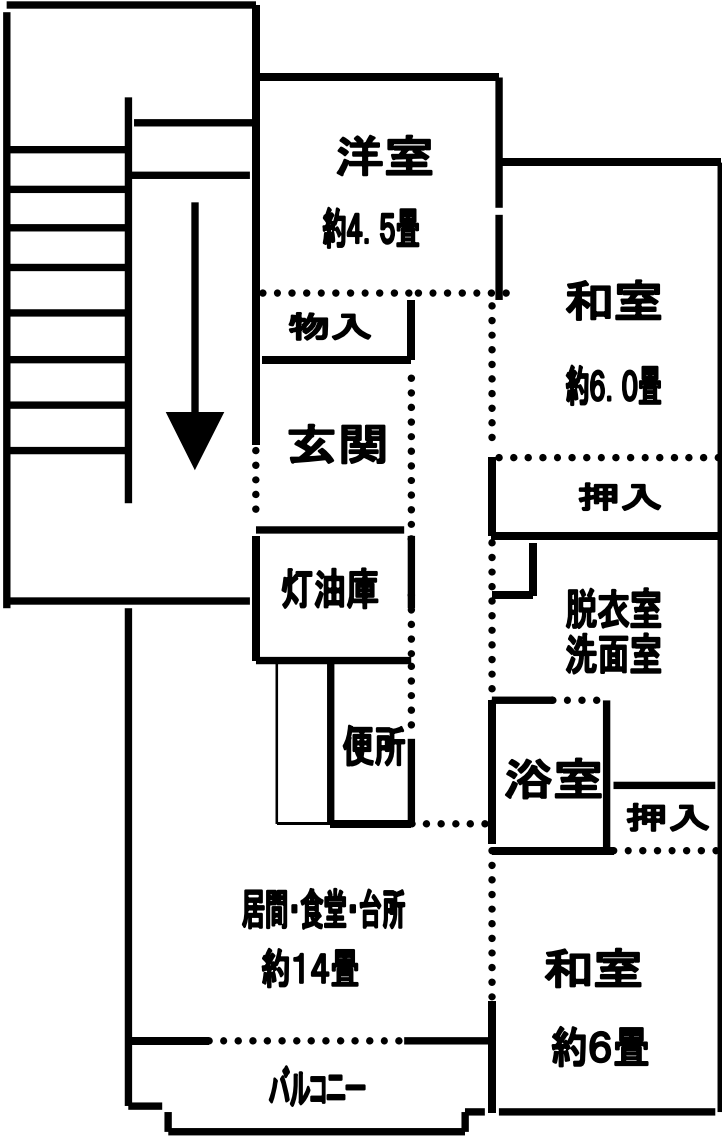 洋室
約4.5畳
和室
約6.0畳
物入
玄関
押入
灯油庫
脱衣室
洗面室
便所
浴室
押入
居間・食堂・台所
約14畳
和室
約6畳
バルコニー